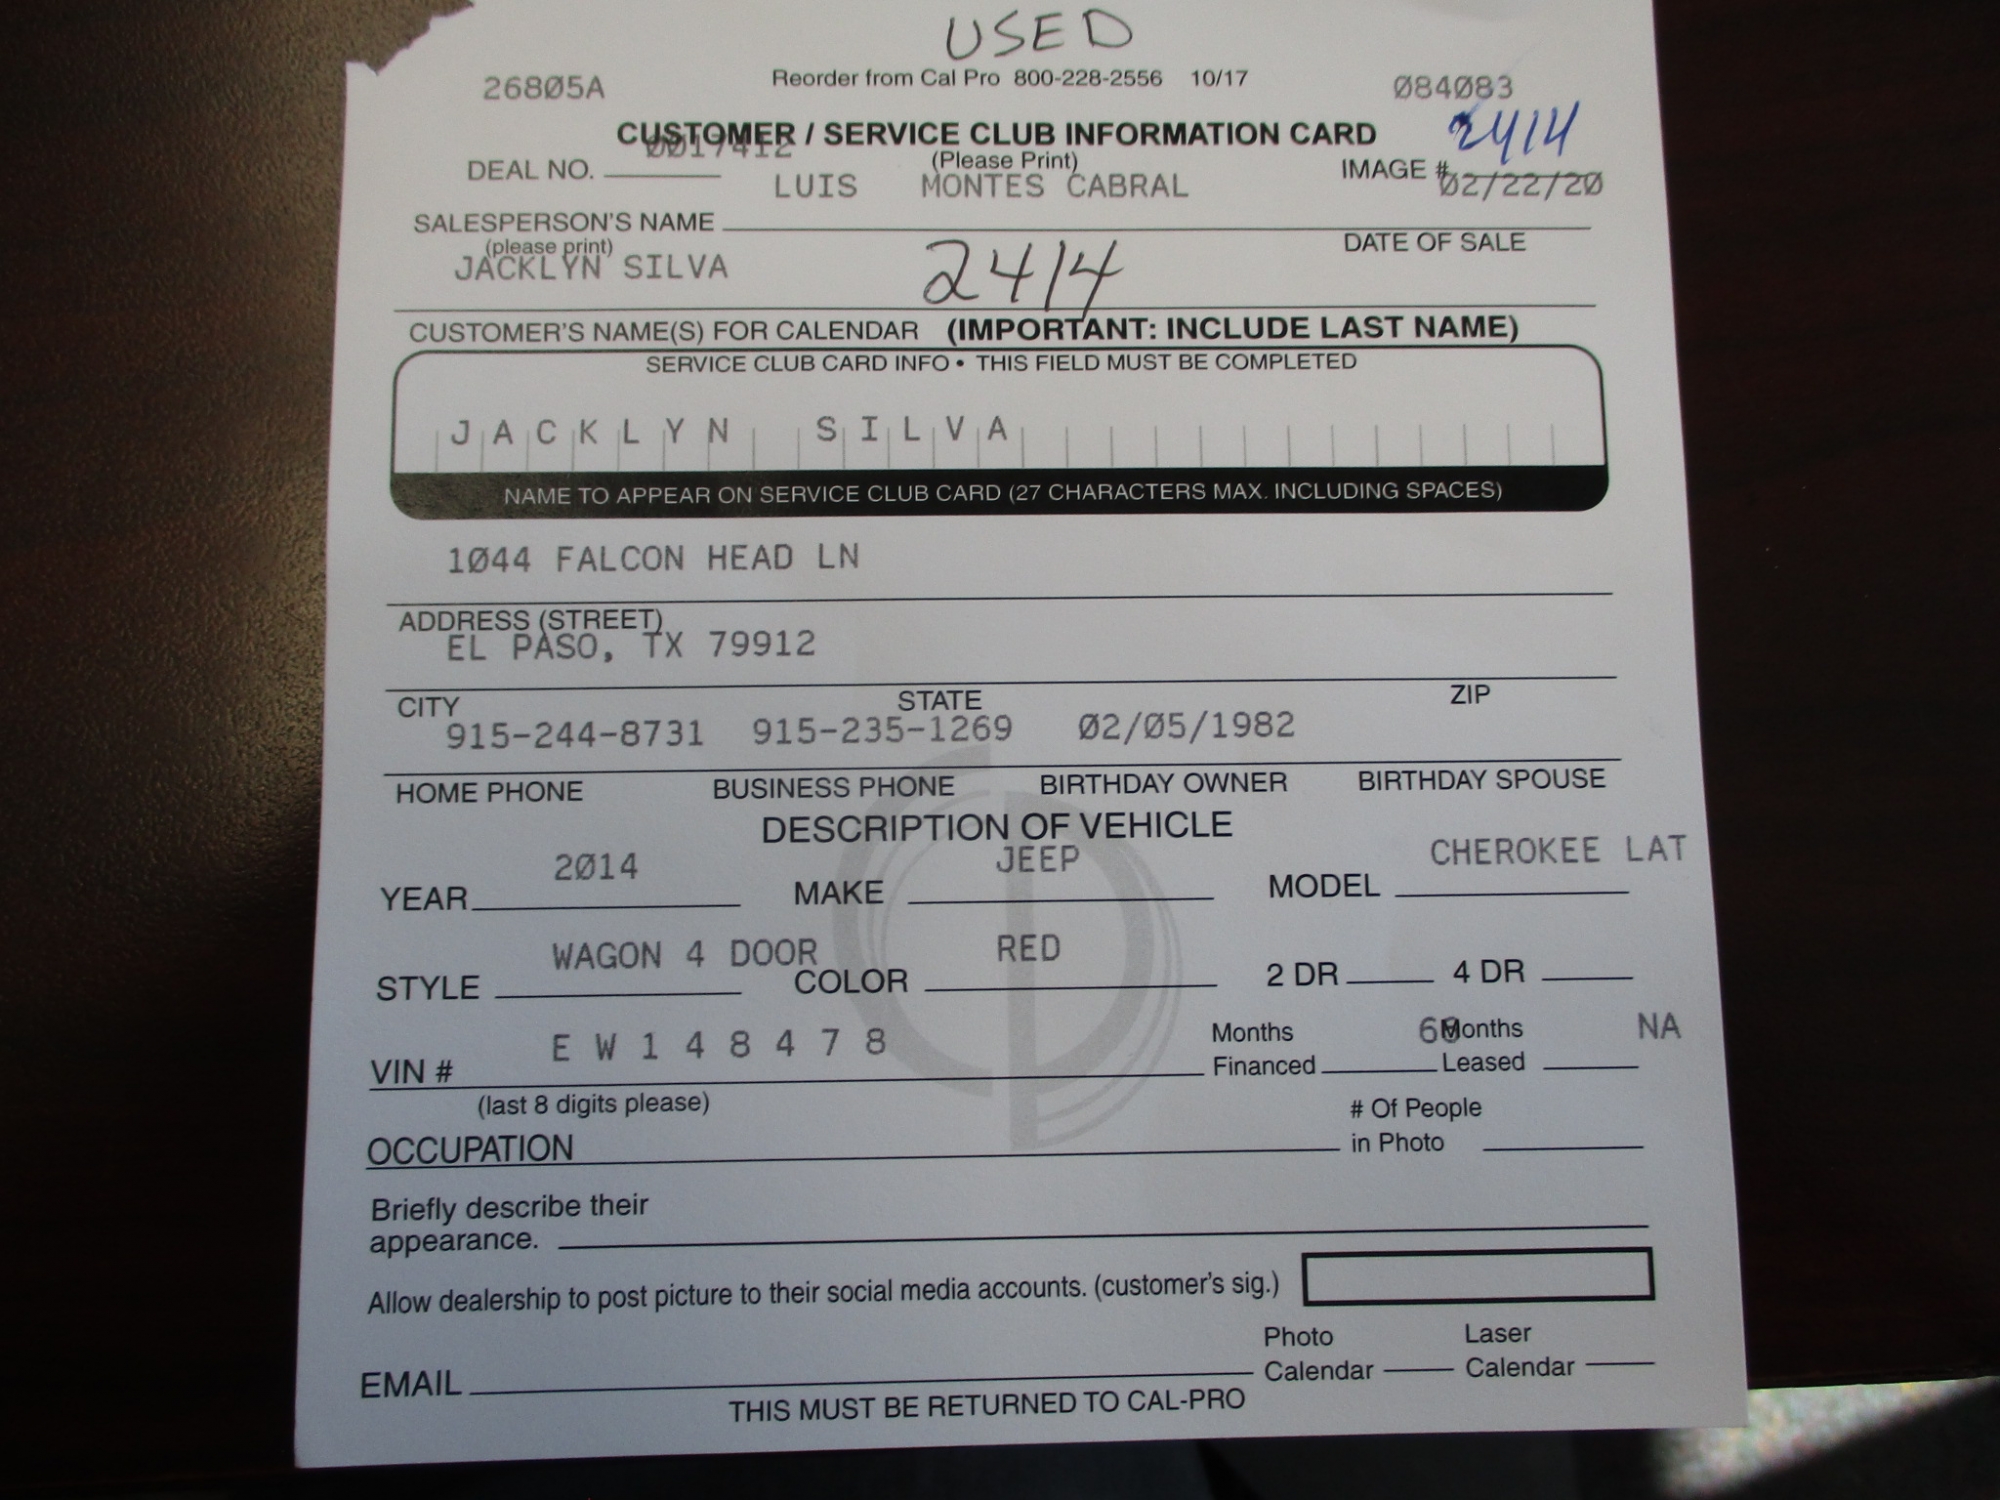 USED
26805A Reorder from Cal Pro 800-228-2556 10/17 084083
CUSTOMER / SERVICE CLUB INFORMATION CARD 2414
DEAL NO. 0017412 (Please Print) IMAGE #
LUIS MONTES CABRAL 02/22/20
SALESPERSON'S NAME
(please print) DATE OF SALE
JACKLYN SILVA 2414
CUSTOMER'S NAME(S) FOR CALENDAR (IMPORTANT: INCLUDE LAST NAME)
SERVICE CLUB CARD INFO • THIS FIELD MUST BE COMPLETED
JACKLYN SILVA
NAME TO APPEAR ON SERVICE CLUB CARD (27 CHARACTERS MAX. INCLUDING SPACES)
1044 FALCON HEAD LN
ADDRESS (STREET)
EL PASO, TX 79912
CITY STATE ZIP
915-244-8731 915-235-1269 02/05/1982
HOME PHONE BUSINESS PHONE BIRTHDAY OWNER BIRTHDAY SPOUSE
DESCRIPTION OF VEHICLE
YEAR 2014 MAKE JEEP MODEL CHEROKEE LAT
STYLE WAGON 4 DOOR COLOR RED 2 DR 4 DR
VIN # EW148478 Months Financed Months Leased NA
(last 8 digits please)
OCCUPATION # Of People in Photo
Briefly describe their
appearance.
Allow dealership to post picture to their social media accounts. (customer's sig.)
EMAIL Photo Calendar Laser Calendar
THIS MUST BE RETURNED TO CAL-PRO